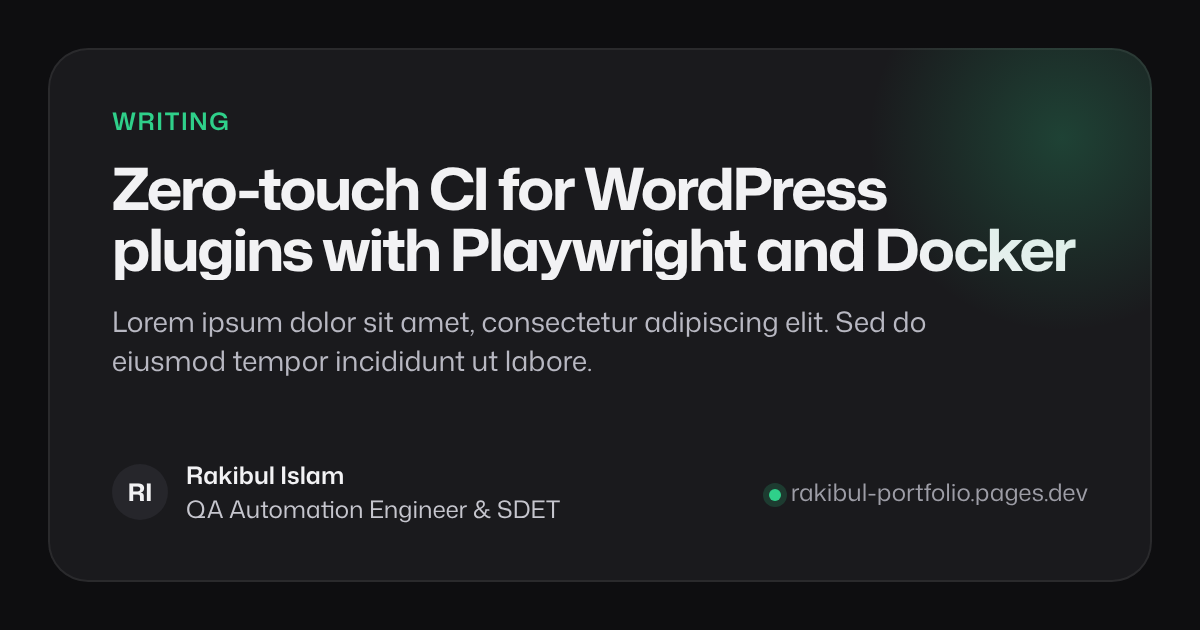 WRITING
Zero-touch CI for WordPress
plugins with Playwright and Docker
Lorem ipsum dolor sit amet, consectetur adipiscing elit. Sed do
eiusmod tempor incididunt ut labore.
RI
Rakibul Islam
QA Automation Engineer & SDET
rakibul-portfolio.pages.dev